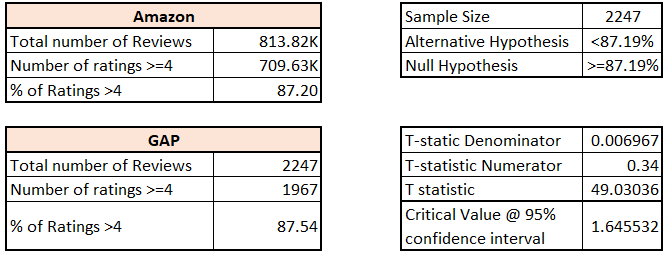 Amazon
Total number of Reviews 813.82K
Number of ratings >=4 709.63K
% of Ratings >4 87.20
Sample Size 2247
Alternative Hypothesis <87.19%
Null Hypothesis >=87.19%
GAP
Total number of Reviews 2247
Number of ratings >=4 1967
% of Ratings >4 87.54
T-static Denominator 0.006967
T-statistic Numerator 0.34
T statistic 49.03036
Critical Value @ 95%
confidence interval 1.645532